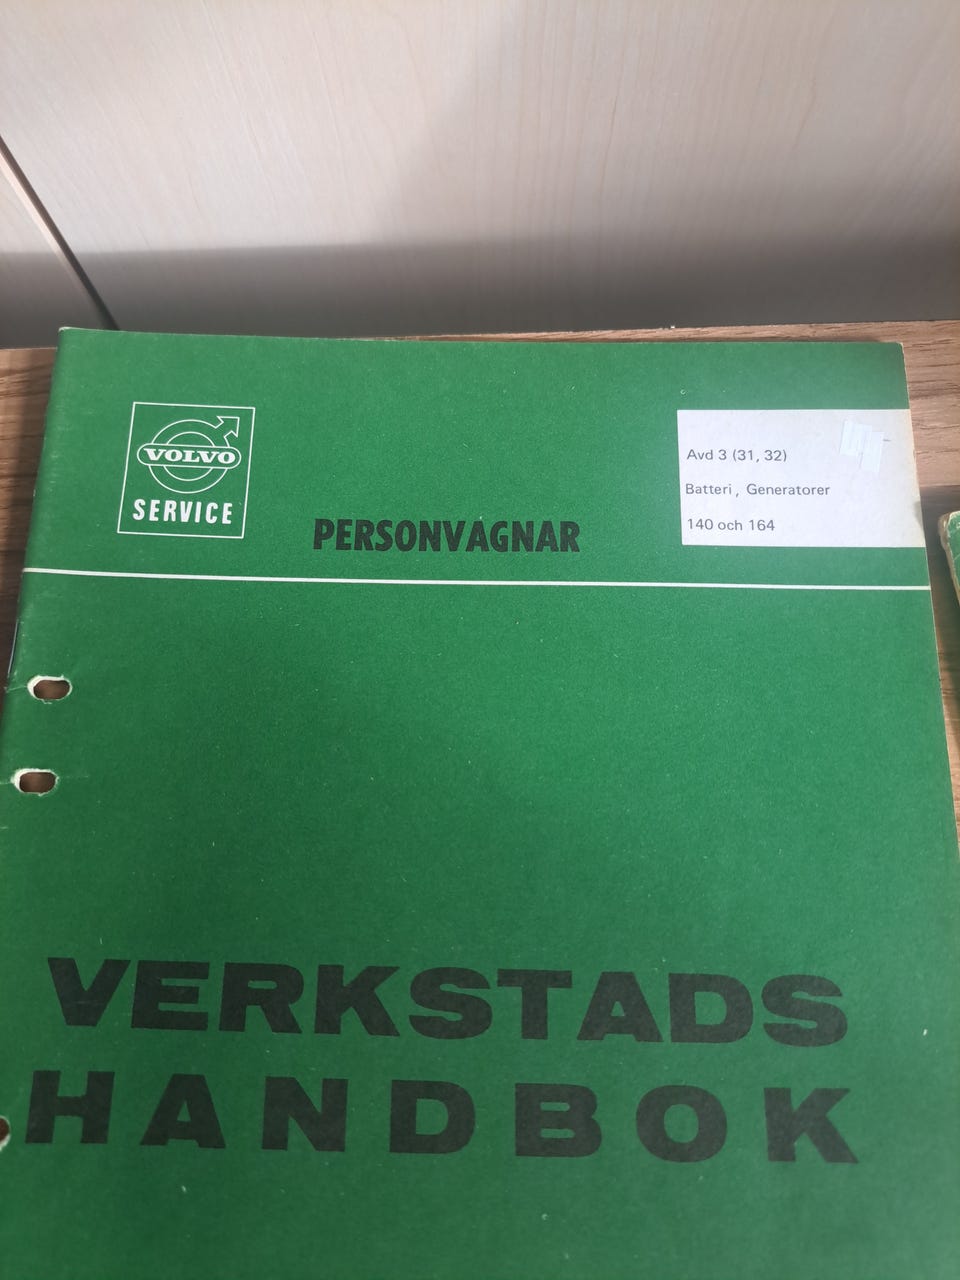 VOLVO
SERVICE
PERSONVAGNAR
Avd 3 (31, 32)
Batteri, Generatorer
140 och 164
VERKSTADS
HANDBOK